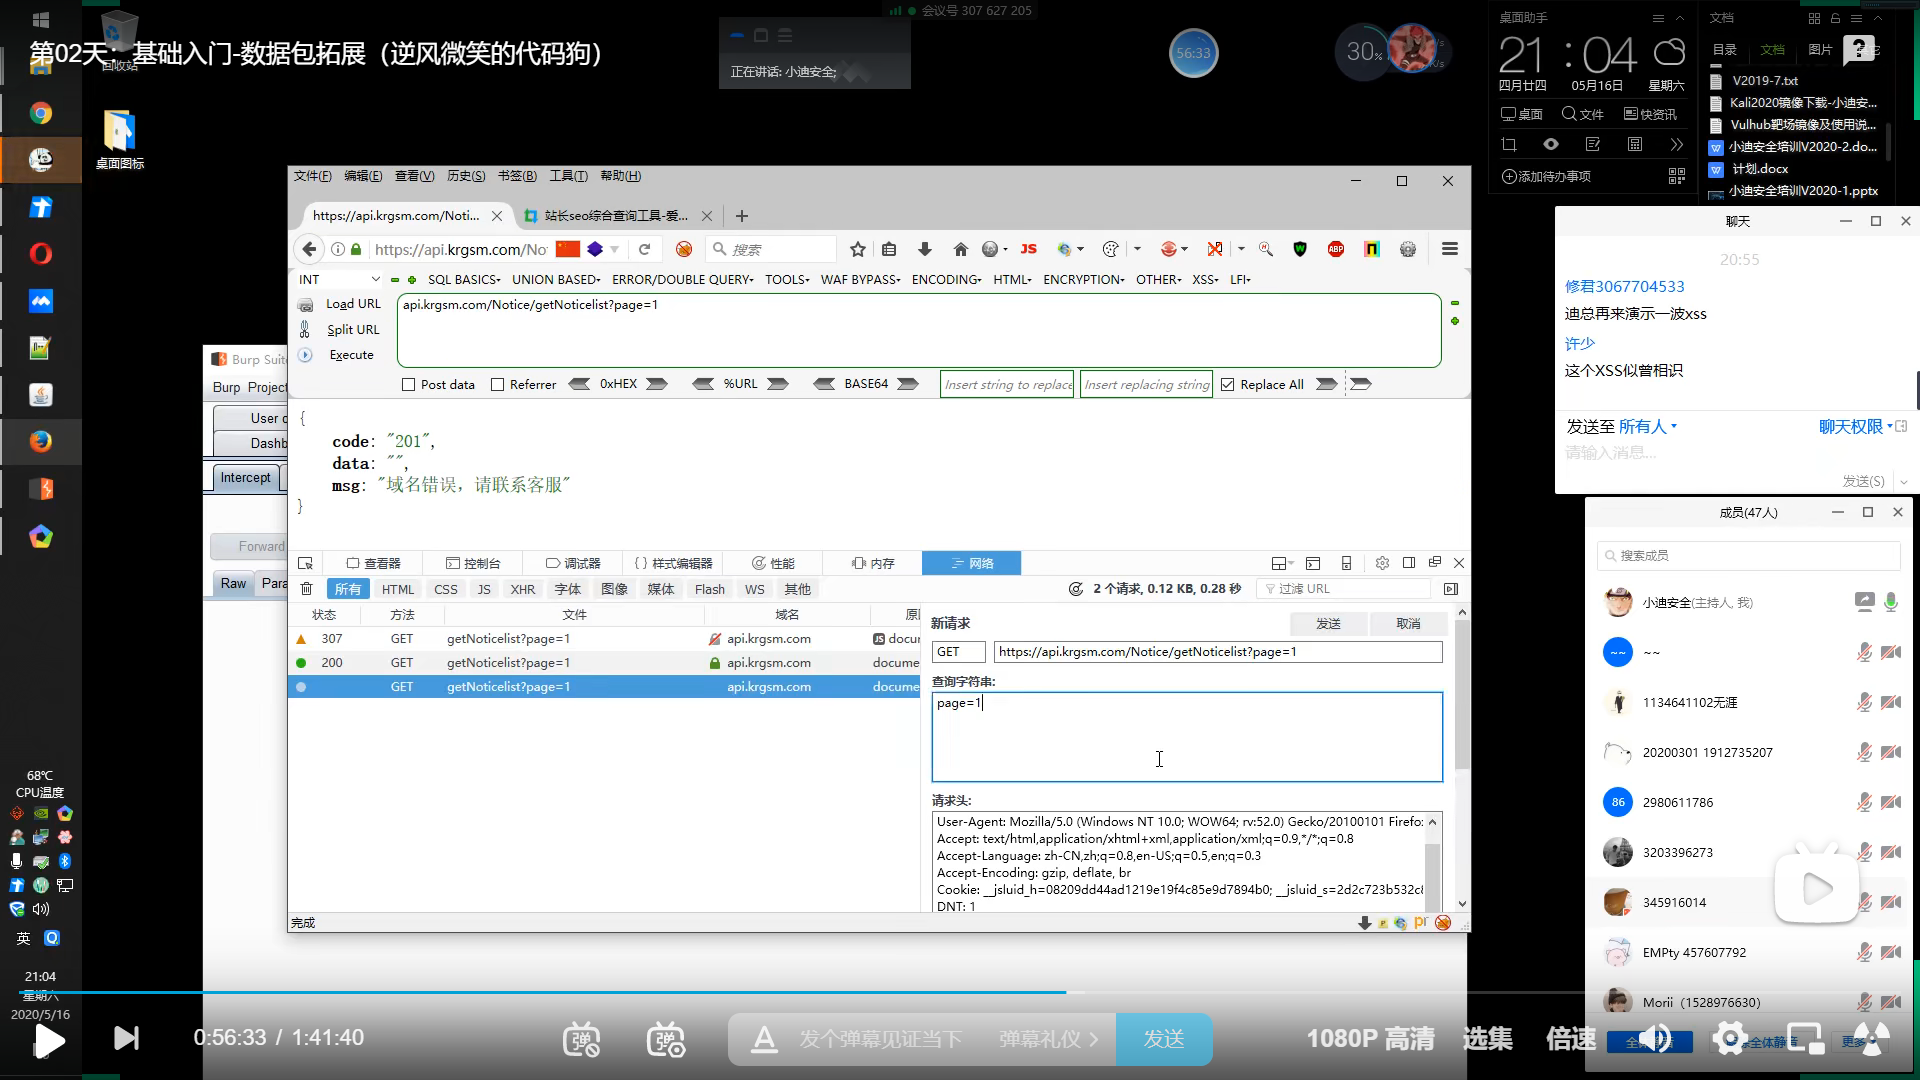 会议号 307 627 205
第02天：基础入门-数据包拓展（逆风微笑的代码狗）
回收站
桌面图标
正在讲话: 小迪安全;
56:33
30%
桌面助手
21:04
四月廿四 05月16日 星期六
桌面 文件 快资讯
添加待办事项
文档
目录 文档 图片
V2019-7.txt
Kali2020镜像下载-小迪安...
Vulhub靶场镜像及使用说...
小迪安全培训V2020-2.do...
计划.docx
小迪安全培训V2020-1.pptx
文件(F) 编辑(E) 查看(V) 历史(S) 书签(B) 工具(T) 帮助(H)
https://api.krgsm.com/Noti... 站长seo综合查询工具-爱...
https://api.krgsm.com/No 搜索
INT SQL BASICS UNION BASED ERROR/DOUBLE QUERY TOOLS WAF BYPASS ENCODING HTML ENCRYPTION OTHER XSS LFI
Load URL api.krgsm.com/Notice/getNoticelist?page=1
Split URL
Execute
Post data Referrer 0xHEX %URL BASE64 Insert string to replace Insert replacing string Replace All
Burp Suit
Burp Project
User o
Dashb
Intercept
Forward
Raw Para
{
code: "201",
data: "",
msg: "域名错误，请联系客服"
}
查看器 控制台 调试器 样式编辑器 性能 内存 网络
所有 HTML CSS JS XHR 字体 图像 媒体 Flash WS 其他 2 个请求, 0.12 KB, 0.28 秒 过滤 URL
状态 方法 文件 域名
307 GET getNoticelist?page=1 api.krgsm.com JS docu
200 GET getNoticelist?page=1 api.krgsm.com docume
GET getNoticelist?page=1 api.krgsm.com docume
新请求 发送 取消
GET https://api.krgsm.com/Notice/getNoticelist?page=1
查询字符串:
page=1
请求头:
User-Agent: Mozilla/5.0 (Windows NT 10.0; WOW64; rv:52.0) Gecko/20100101 Firefox
Accept: text/html,application/xhtml+xml,application/xml;q=0.9,*/*;q=0.8
Accept-Language: zh-CN,zh;q=0.8,en-US;q=0.5,en;q=0.3
Accept-Encoding: gzip, deflate, br
Cookie: __jsluid_h=08209dd44ad1219e19f4c85e9d7894b0; __jsluid_s=2d2c723b532c8
DNT: 1
完成
聊天
20:55
修君3067704533
迪总再来演示一波xss
许少
这个XSS似曾相识
发送至 所有人 聊天权限
请输入消息...
发送(S)
成员(47人)
搜索成员
小迪安全(主持人, 我)
~~
1134641102无涯
20200301 1912735207
86 2980611786
3203396273
345916014
EMPty 457607792
Morii（1528976630）
68℃
CPU温度
英
21:04
星期六
2020/5/16
0:56:33 / 1:41:40
发个弹幕见证当下 弹幕礼仪 发送 1080P 高清 选集 倍速